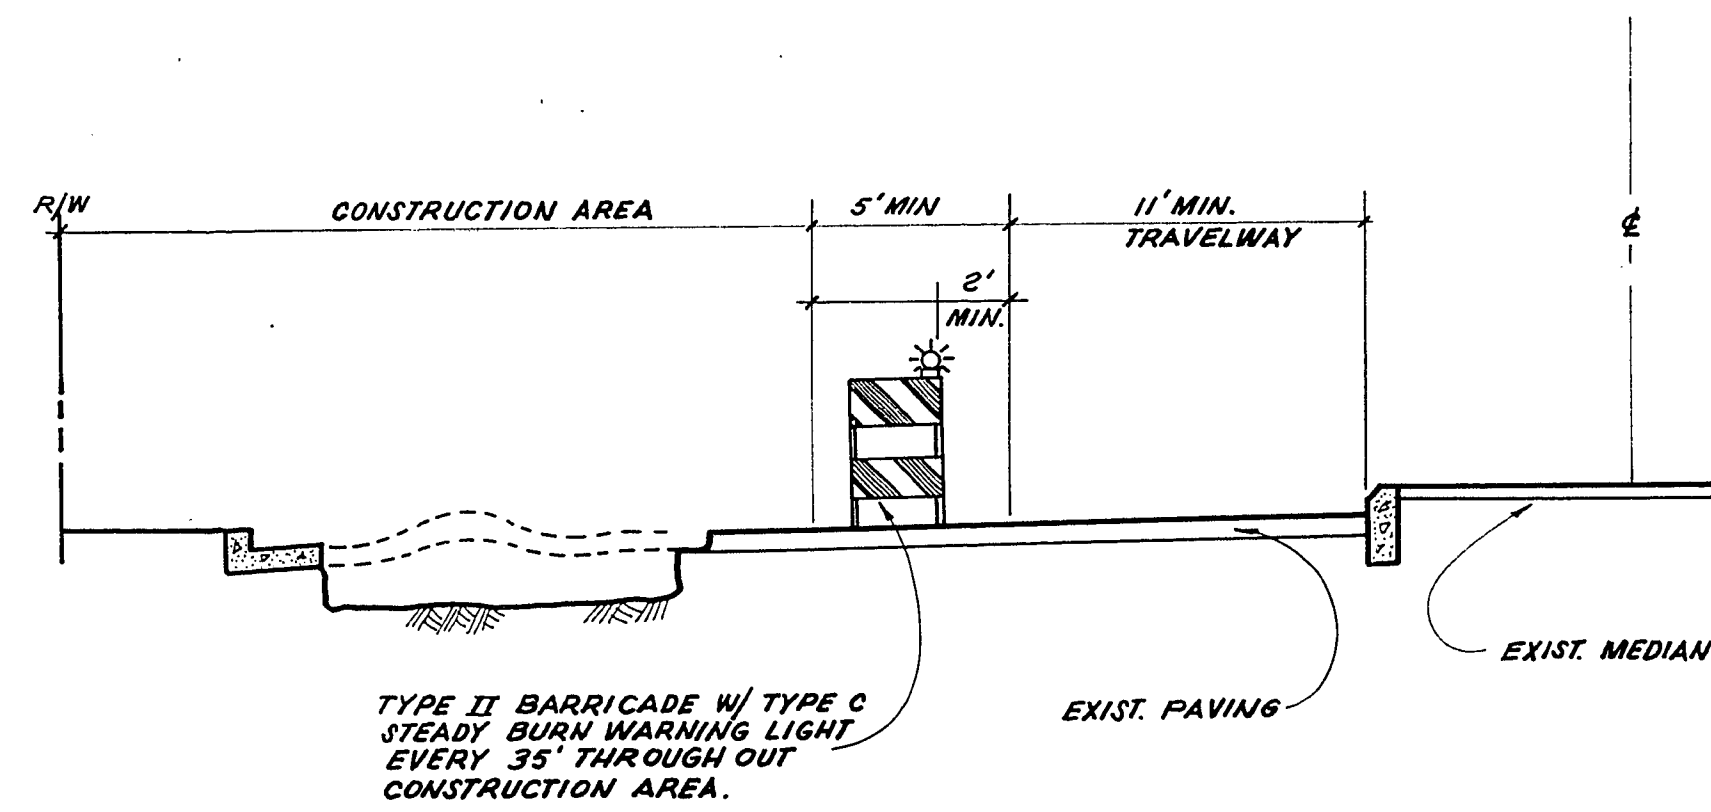 R/W
CONSTRUCTION AREA
5' MIN
11' MIN.
TRAVELWAY
℄
2'
MIN.
EXIST. MEDIAN
TYPE II BARRICADE W/ TYPE C
STEADY BURN WARNING LIGHT
EVERY 35' THROUGH OUT
CONSTRUCTION AREA.
EXIST. PAVING